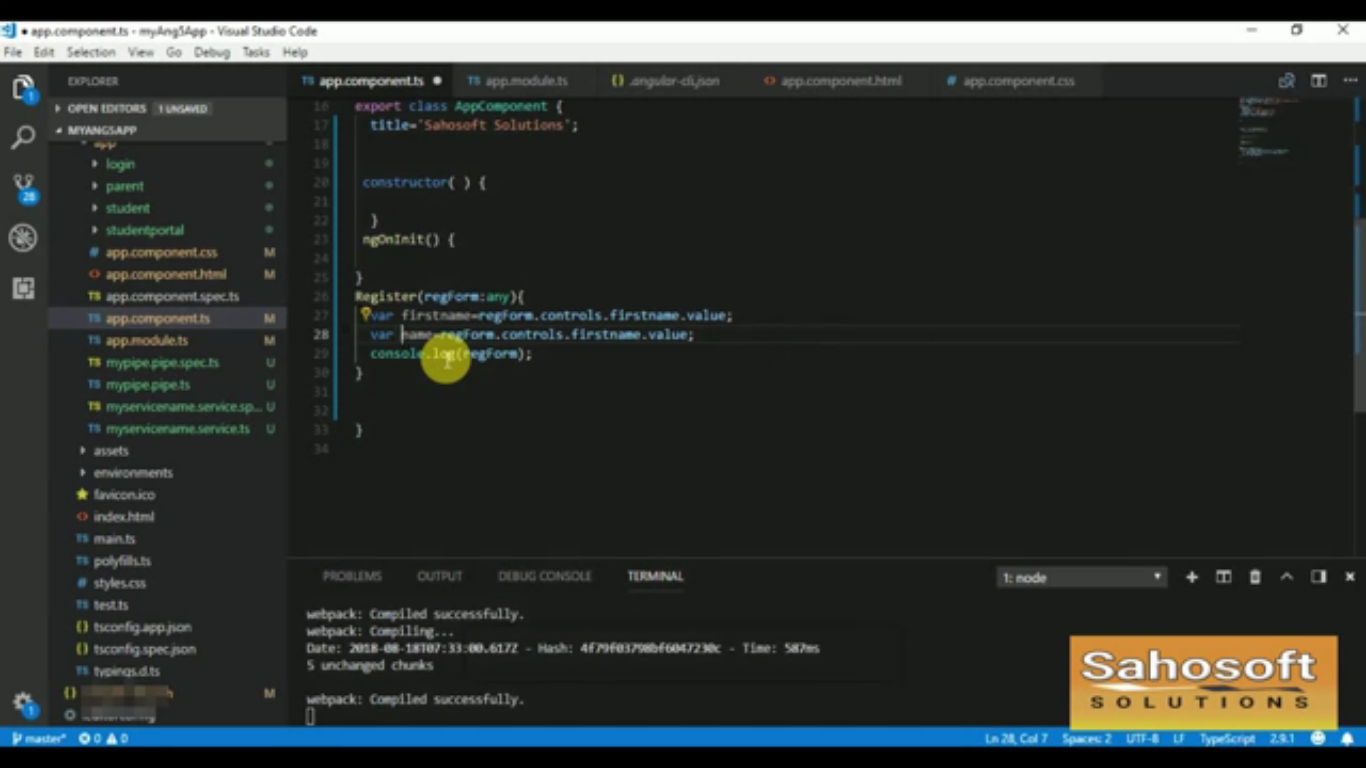 app.component.ts - myAng5App - Visual Studio Code
File Edit Selection View Go Debug Tasks Help
EXPLORER
OPEN EDITORS 1 UNSAVED
MYANG5APP
app
login
parent
student
studentportal
app.component.css M
app.component.html M
app.component.spec.ts
app.component.ts M
app.module.ts M
mypipe.pipe.spec.ts U
mypipe.pipe.ts U
myservicename.service.sp... U
myservicename.service.ts U
assets
environments
favicon.ico
index.html
main.ts
polyfills.ts
styles.css
test.ts
tsconfig.app.json
tsconfig.spec.json
typings.d.ts
M
TS app.component.ts TS app.module.ts {} .angular-cli.json <> app.component.html # app.component.css
16 export class AppComponent {
17 title='Sahosoft Solutions';
18
19
20 constructor( ) {
21
22 }
23 ngOnInit() {
24
25 }
26 Register(regForm:any){
27 var firstname=regForm.controls.firstname.value;
28 var name=regForm.controls.firstname.value;
29 console.log(regForm);
30 }
31
32
33 }
34
PROBLEMS OUTPUT DEBUG CONSOLE TERMINAL 1: node
webpack: Compiled successfully.
webpack: Compiling...
Date: 2018-08-18T07:33:00.617Z - Hash: 4f79f03798bf6047230c - Time: 587ms
5 unchanged chunks
webpack: Compiled successfully.
Sahosoft
SOLUTIONS
master* 0 0 Ln 28, Col 7 Spaces: 2 UTF-8 LF TypeScript 2.9.1